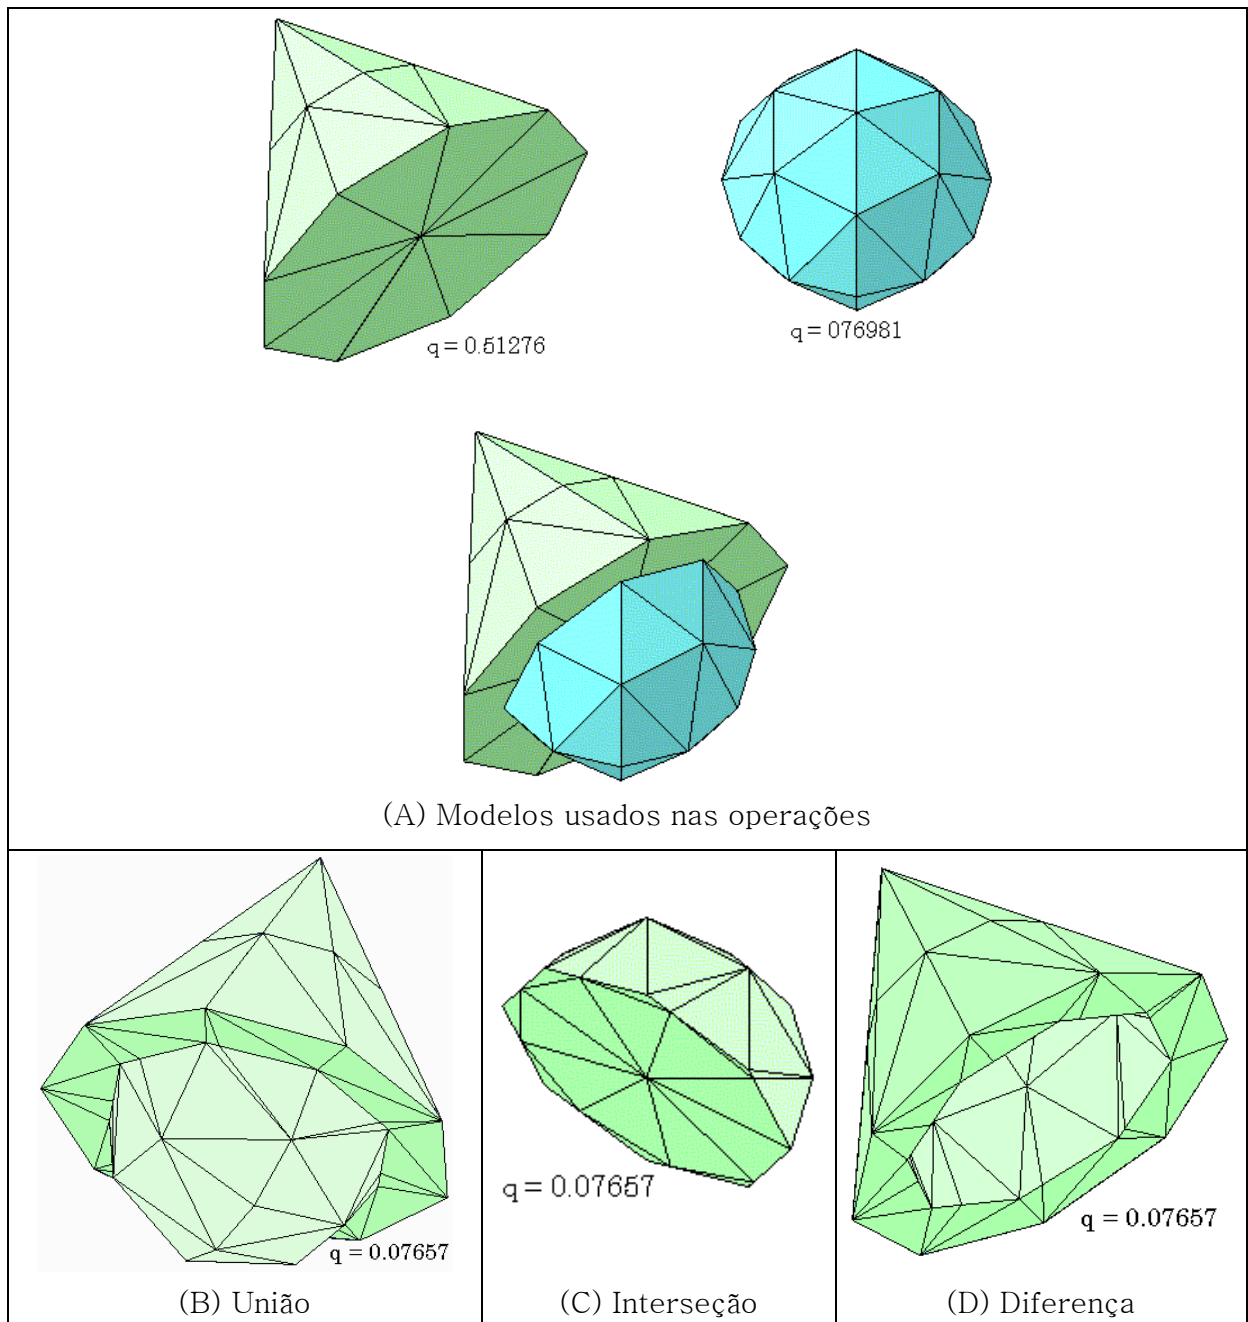 q = 0.51276
q = 076981
(A) Modelos usados nas operações
q = 0.07657
(B) União
q = 0.07657
(C) Interseção
q = 0.07657
(D) Diferença